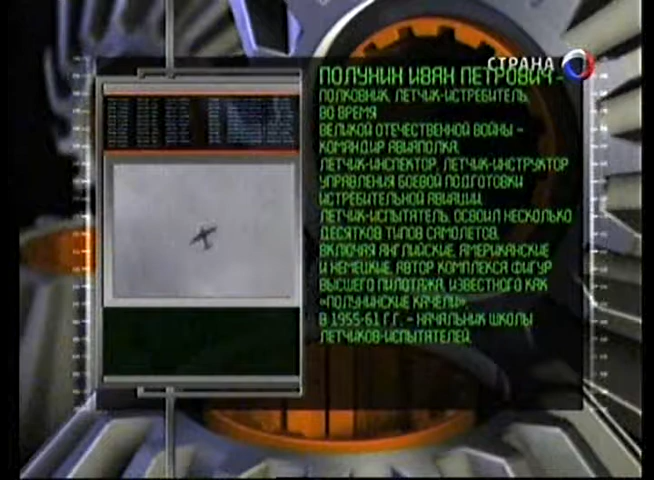 СТРАНА
ПОЛУНИН ИВАН ПЕТРОВИЧ –
ПОЛКОВНИК, ЛЕТЧИК-ИСТРЕБИТЕЛЬ,
ВО ВРЕМЯ
ВЕЛИКОЙ ОТЕЧЕСТВЕННОЙ ВОЙНЫ –
КОМАНДИР АВИАПОЛКА,
ЛЕТЧИК-ИНСПЕКТОР, ЛЕТЧИК-ИНСТРУКТОР
УПРАВЛЕНИЯ БОЕВОЙ ПОДГОТОВКИ
ИСТРЕБИТЕЛЬНОЙ АВИАЦИИ.
ЛЕТЧИК-ИСПЫТАТЕЛЬ, ОСВОИЛ НЕСКОЛЬКО
ДЕСЯТКОВ ТИПОВ САМОЛЕТОВ,
ВКЛЮЧАЯ АНГЛИЙСКИЕ, АМЕРИКАНСКИЕ
И НЕМЕЦКИЕ, АВТОР КОМПЛЕКСА ФИГУР
ВЫСШЕГО ПИЛОТАЖА, ИЗВЕСТНОГО КАК
«ПОЛУНИНСКИЕ КАЧЕЛИ».
В 1955-61 Г.Г. – НАЧАЛЬНИК ШКОЛЫ
ЛЕТЧИКОВ-ИСПЫТАТЕЛЕЙ.